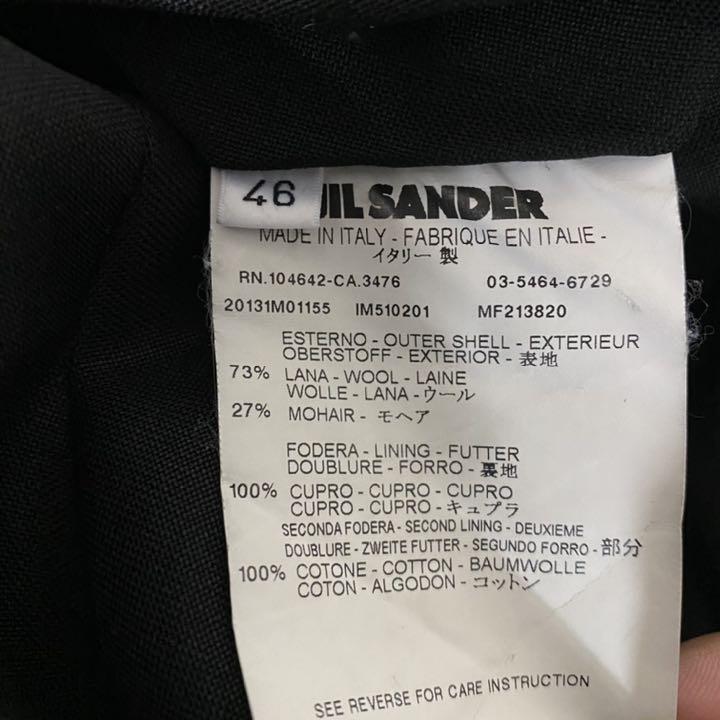 46
JIL SANDER
MADE IN ITALY - FABRIQUE EN ITALIE -
イタリー 製
RN.104642-CA.3476 03-5464-6729
20131M01155 IM510201 MF213820
ESTERNO - OUTER SHELL - EXTERIEUR
OBERSTOFF - EXTERIOR - 表地
73% LANA - WOOL - LAINE
WOLLE - LANA - ウール
27% MOHAIR - モヘア
FODERA - LINING - FUTTER
DOUBLURE - FORRO - 裏地
100% CUPRO - CUPRO - CUPRO
CUPRO - CUPRO - キュプラ
SECONDA FODERA - SECOND LINING - DEUXIEME
DOUBLURE - ZWEITE FUTTER - SEGUNDO FORRO - 部分
100% COTONE - COTTON - BAUMWOLLE
COTON - ALGODON - コットン
SEE REVERSE FOR CARE INSTRUCTION